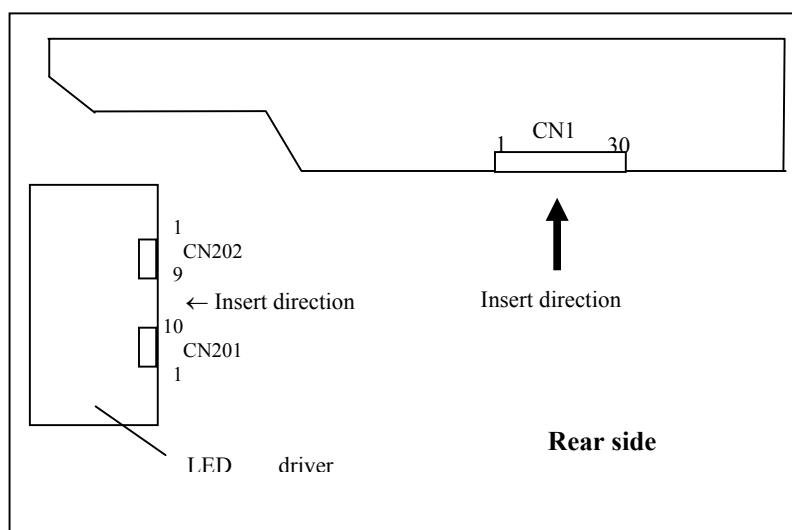 CN1
1 30
1
CN202
9
← Insert direction
Insert direction
10
CN201
1
Rear side
LED driver